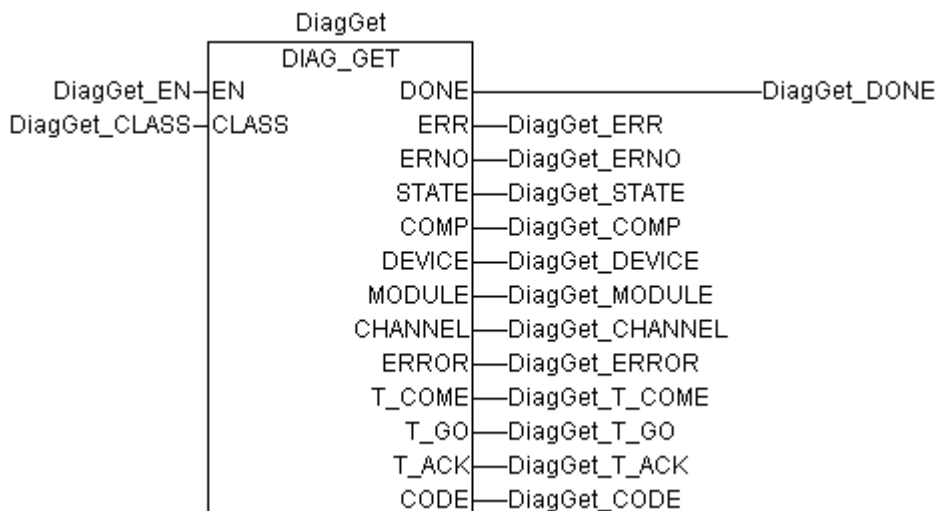 DiagGet
DIAG_GET
DiagGet_EN EN DONE DiagGet_DONE
DiagGet_CLASS CLASS ERR DiagGet_ERR
ERNO DiagGet_ERNO
STATE DiagGet_STATE
COMP DiagGet_COMP
DEVICE DiagGet_DEVICE
MODULE DiagGet_MODULE
CHANNEL DiagGet_CHANNEL
ERROR DiagGet_ERROR
T_COME DiagGet_T_COME
T_GO DiagGet_T_GO
T_ACK DiagGet_T_ACK
CODE DiagGet_CODE